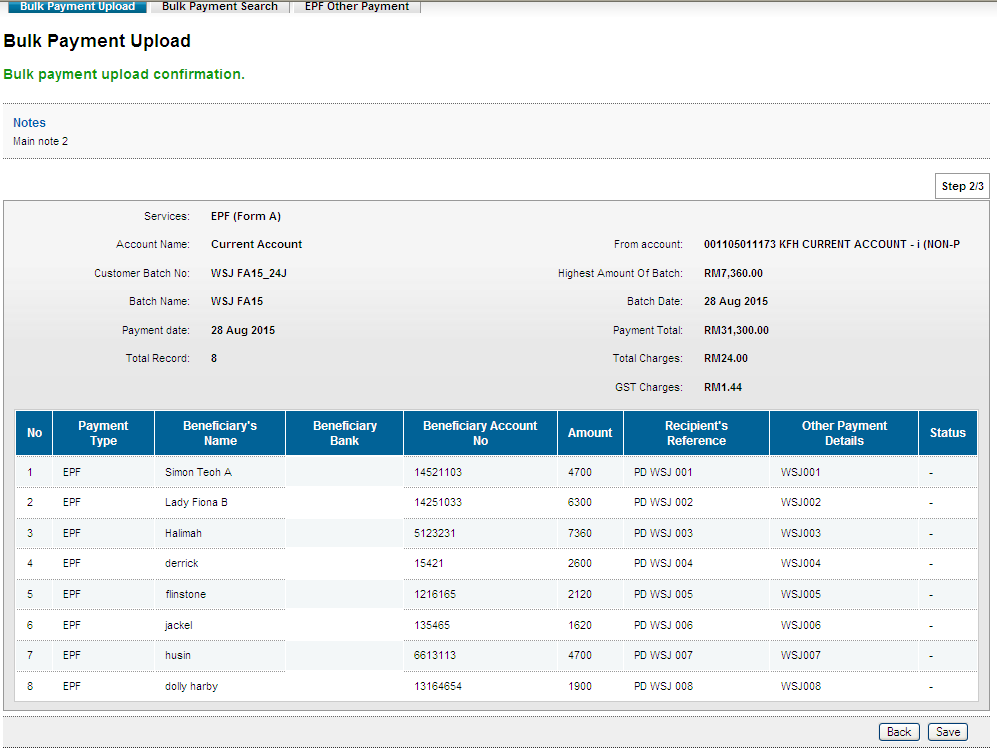 Bulk Payment Upload Bulk Payment Search EPF Other Payment
Bulk Payment Upload
Bulk payment upload confirmation.
Notes
Main note 2
Step 2/3
Services: EPF (Form A)
Account Name: Current Account From account: 001105011173 KFH CURRENT ACCOUNT - i (NON-P
Customer Batch No: WSJ FA15_24J Highest Amount Of Batch: RM7,360.00
Batch Name: WSJ FA15 Batch Date: 28 Aug 2015
Payment date: 28 Aug 2015 Payment Total: RM31,300.00
Total Record: 8 Total Charges: RM24.00
GST Charges: RM1.44
No Payment Type Beneficiary's Name Beneficiary Bank Beneficiary Account No Amount Recipient's Reference Other Payment Details Status
1 EPF Simon Teoh A 14521103 4700 PD WSJ 001 WSJ001 -
2 EPF Lady Fiona B 14251033 6300 PD WSJ 002 WSJ002 -
3 EPF Halimah 5123231 7360 PD WSJ 003 WSJ003 -
4 EPF derrick 15421 2600 PD WSJ 004 WSJ004 -
5 EPF flinstone 1216165 2120 PD WSJ 005 WSJ005 -
6 EPF jackel 135465 1620 PD WSJ 006 WSJ006 -
7 EPF husin 6613113 4700 PD WSJ 007 WSJ007 -
8 EPF dolly harby 13164654 1900 PD WSJ 008 WSJ008 -
Back Save